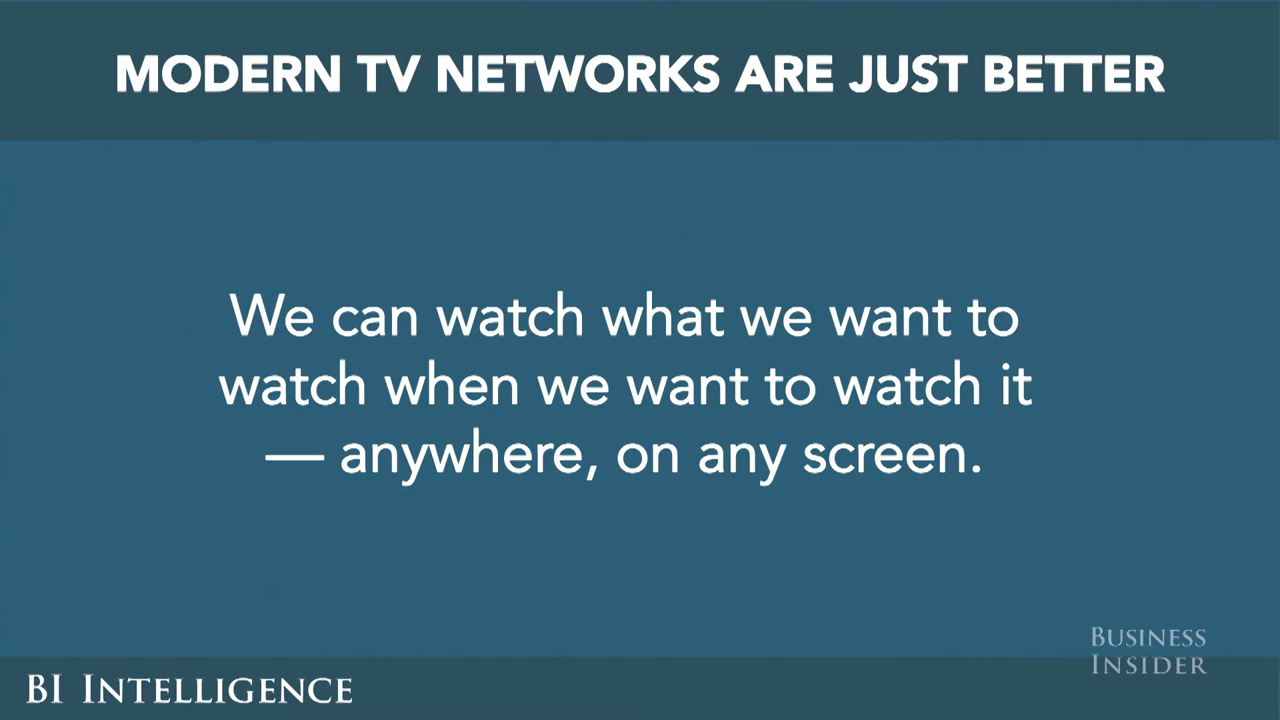 MODERN TV NETWORKS ARE JUST BETTER
We can watch what we want to
watch when we want to watch it
— anywhere, on any screen.
BUSINESS
INSIDER
BI INTELLIGENCE